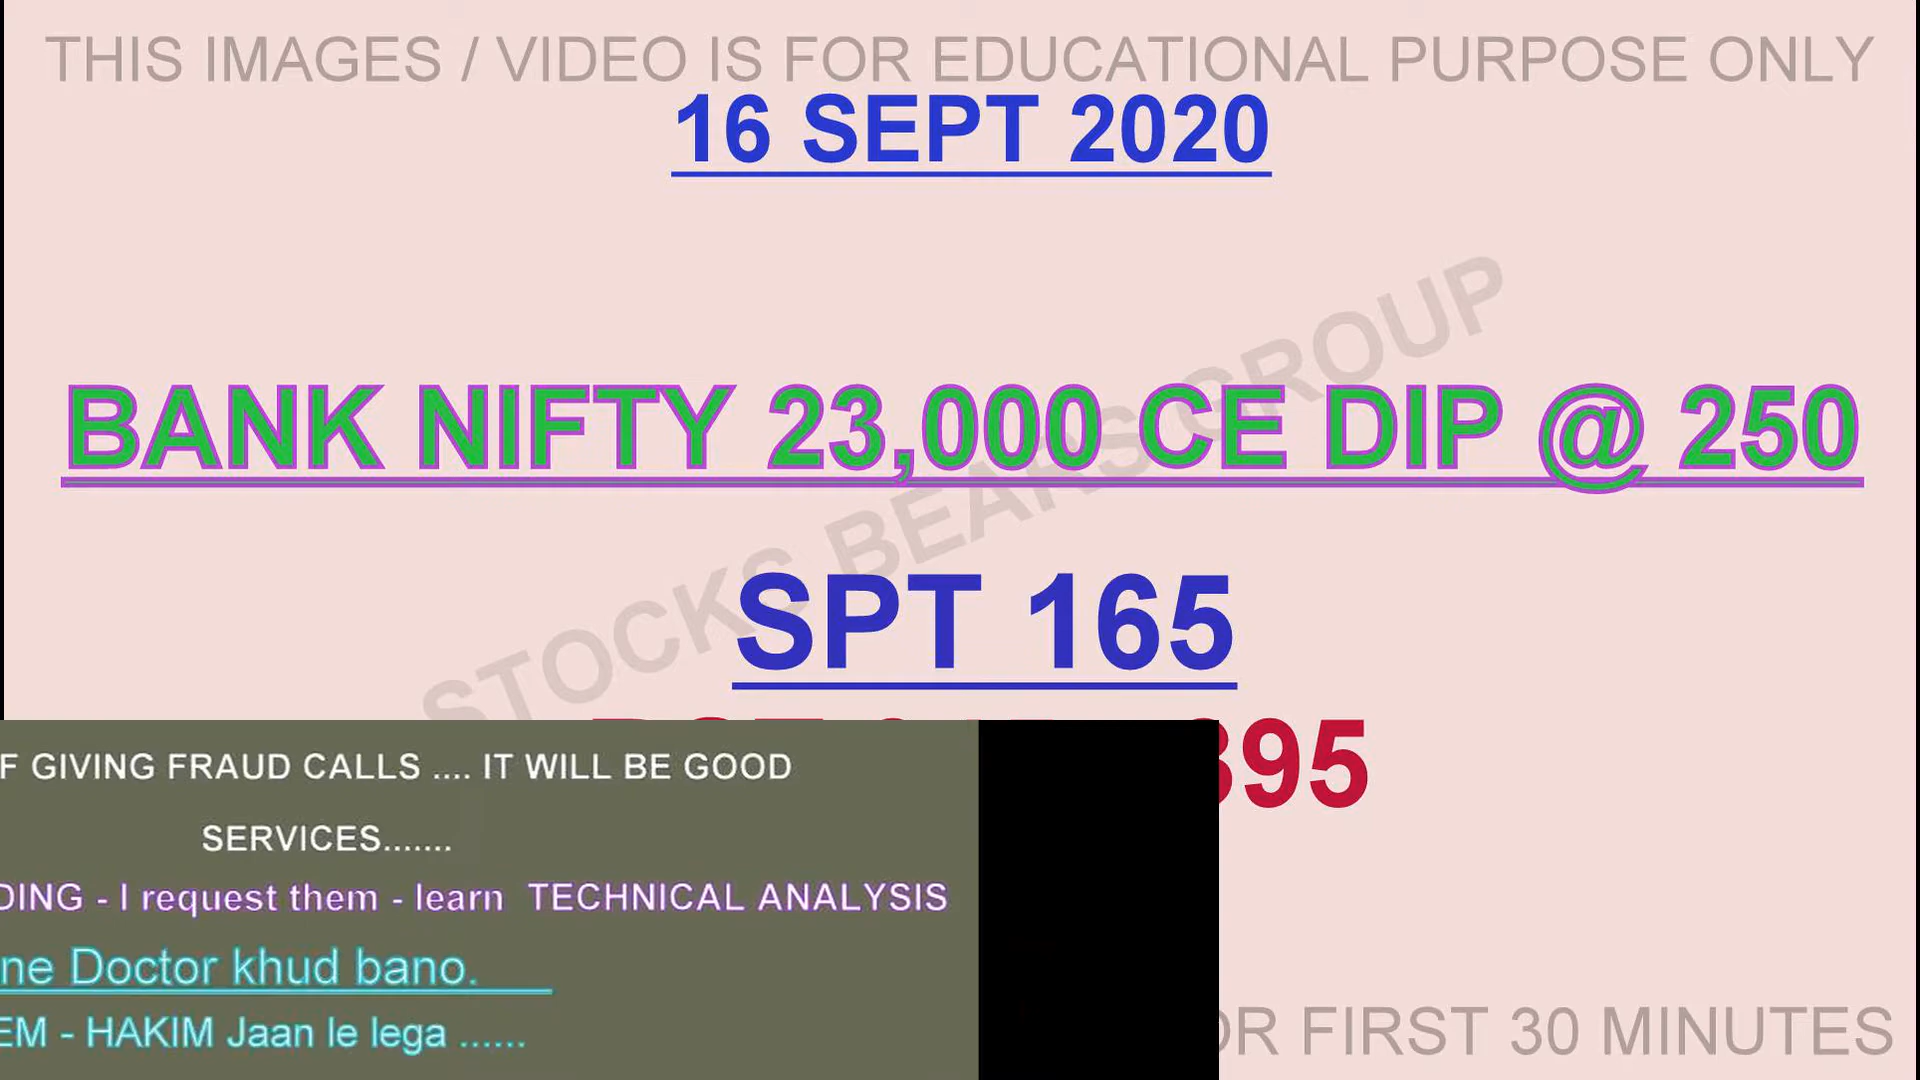 THIS IMAGES / VIDEO IS FOR EDUCATIONAL PURPOSE ONLY
16 SEPT 2020
BANK NIFTY 23,000 CE DIP @ 250
STOCKS BEARS GROUP
SPT 165
395
F GIVING FRAUD CALLS .... IT WILL BE GOOD
SERVICES.......
DING - I request them - learn TECHNICAL ANALYSIS
ne Doctor khud bano.
EM - HAKIM Jaan le lega ......
OR FIRST 30 MINUTES